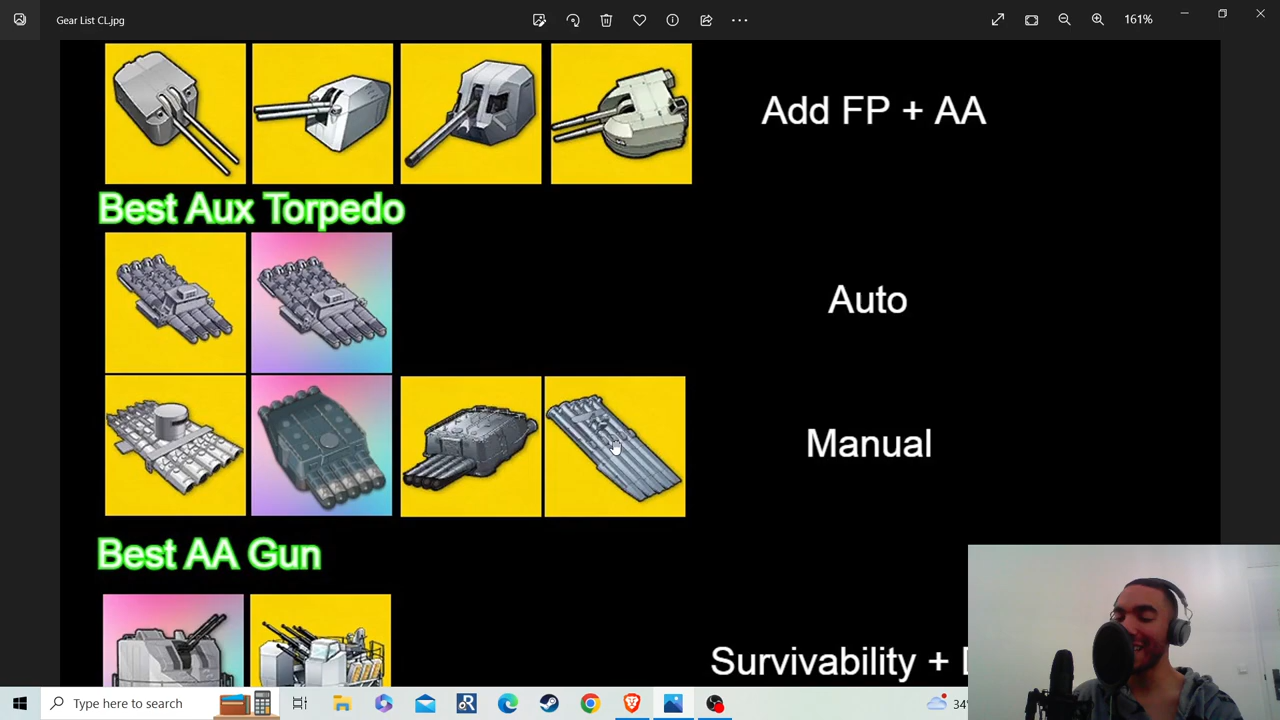 Gear List CL.jpg
161%
Add FP + AA
Best Aux Torpedo
Auto
Manual
Best AA Gun
Survivability +
Type here to search
34°